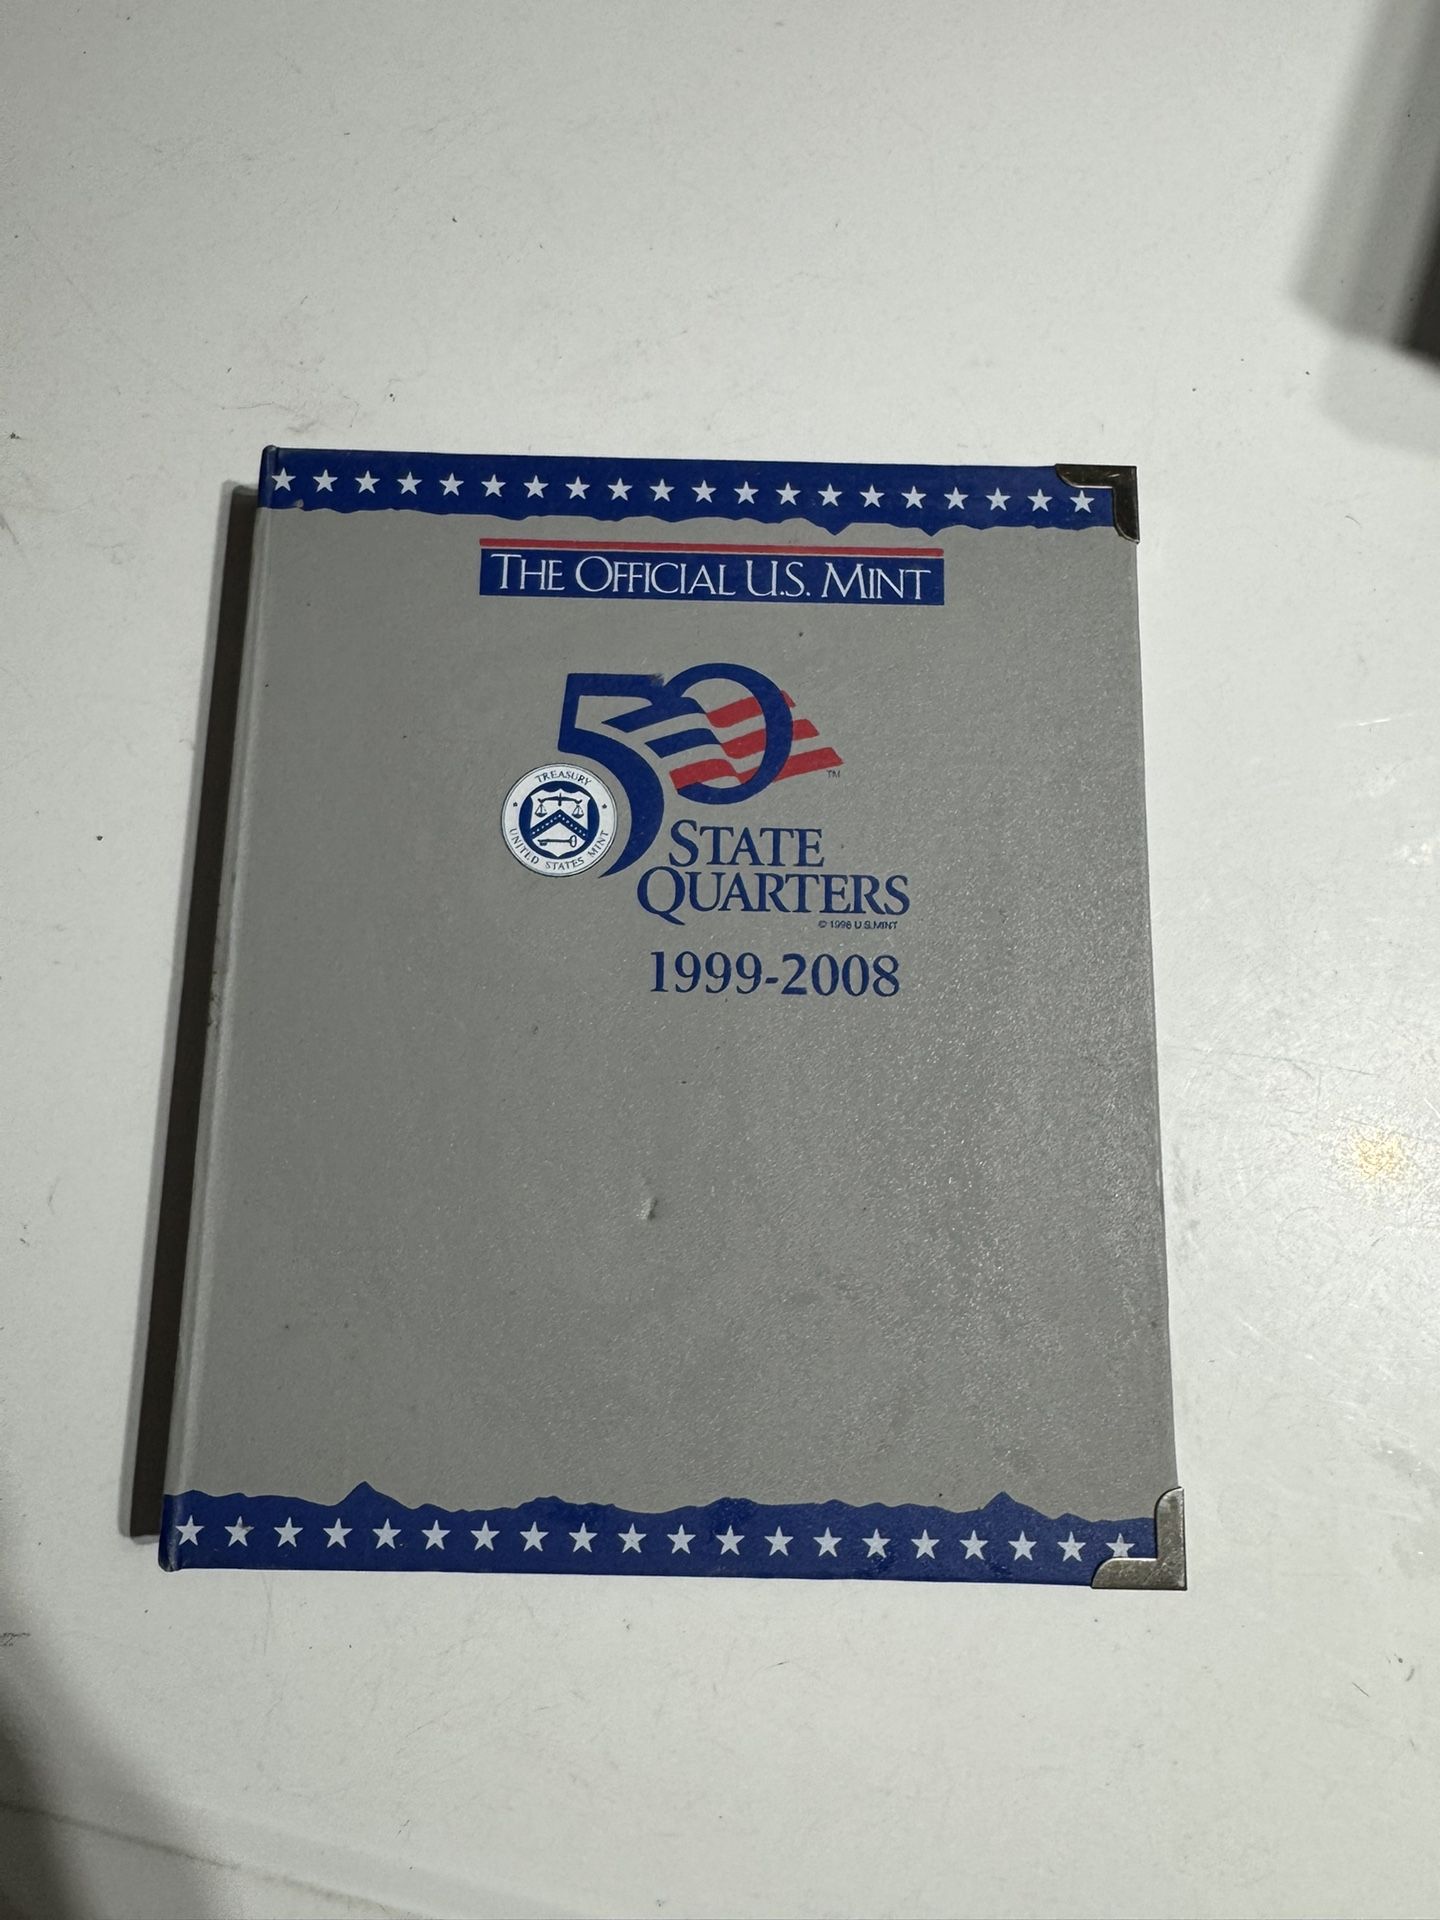 THE OFFICIAL U.S. MINT
50
TM
TREASURY
UNITED STATES MINT
STATE
QUARTERS
© 1998 U.S. MINT
1999-2008